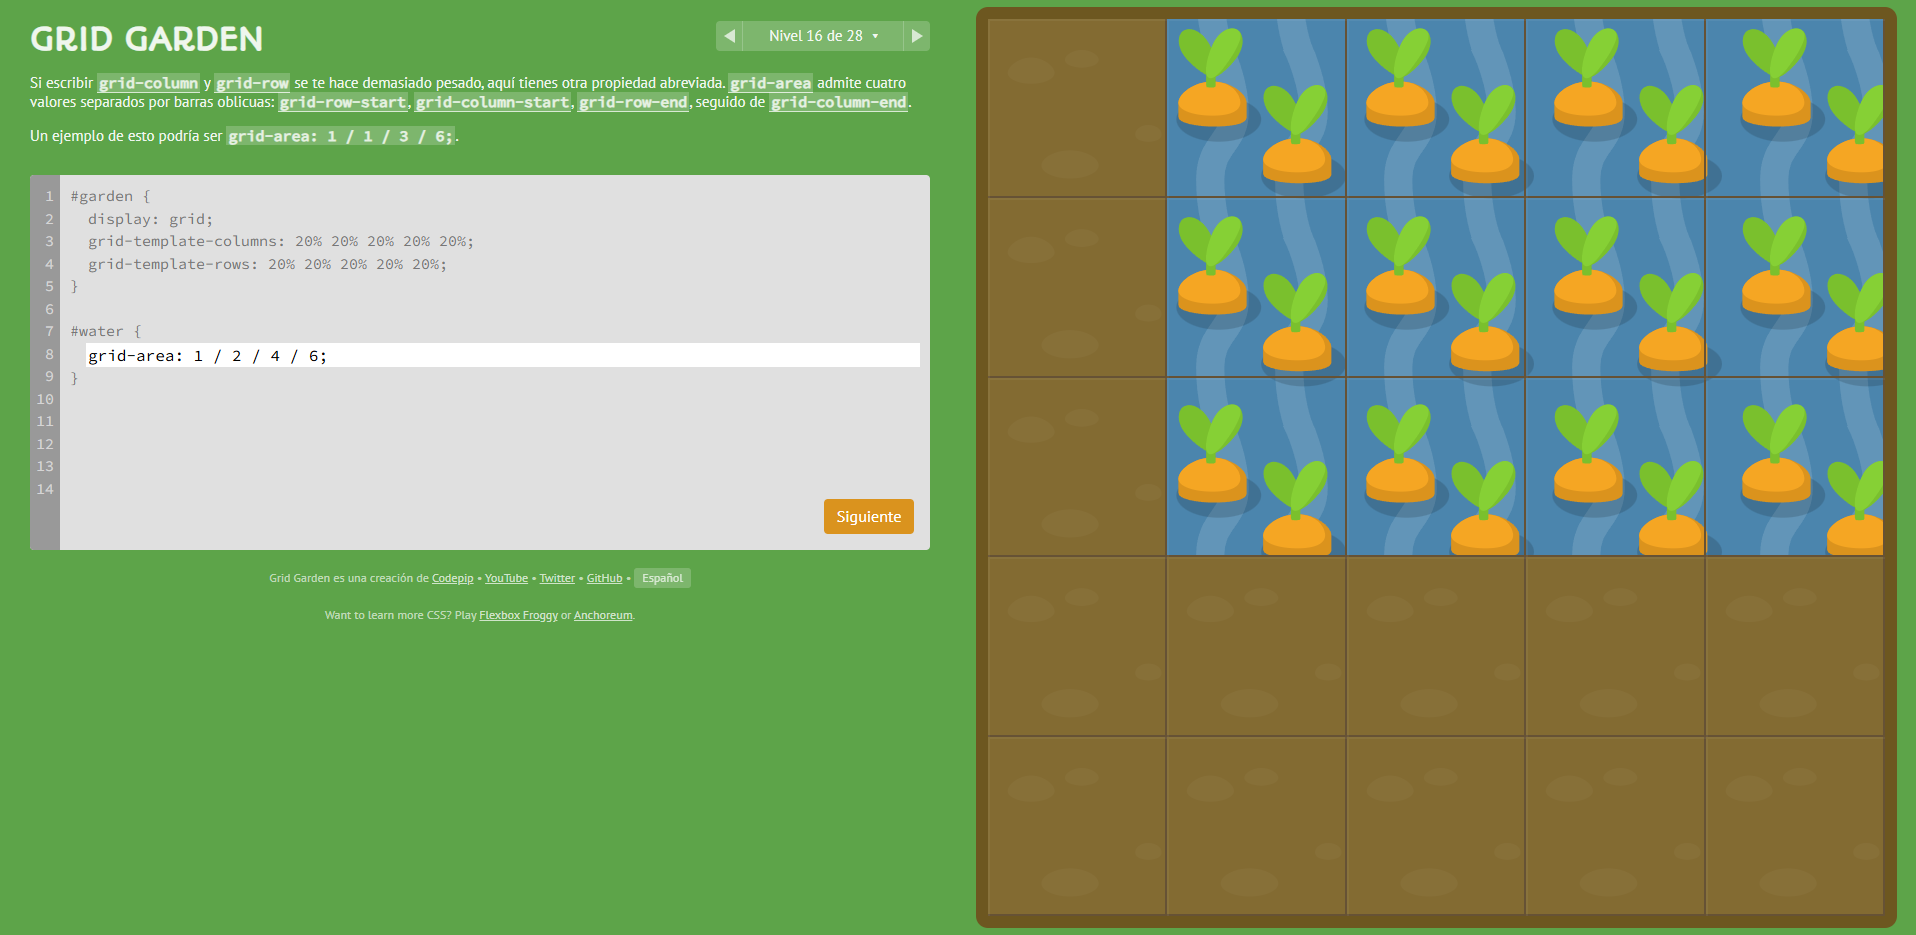 GRID GARDEN
Nivel 16 de 28
Si escribir grid-column y grid-row se te hace demasiado pesado, aquí tienes otra propiedad abreviada. grid-area admite cuatro
valores separados por barras oblicuas: grid-row-start, grid-column-start, grid-row-end, seguido de grid-column-end.
Un ejemplo de esto podría ser grid-area: 1 / 1 / 3 / 6;.
1 #garden {
2 display: grid;
3 grid-template-columns: 20% 20% 20% 20% 20%;
4 grid-template-rows: 20% 20% 20% 20% 20%;
5 }
6
7 #water {
8 grid-area: 1 / 2 / 4 / 6;
9 }
10
11
12
13
14
Siguiente
Grid Garden es una creación de Codepip • YouTube • Twitter • GitHub • Español
Want to learn more CSS? Play Flexbox Froggy or Anchoreum.